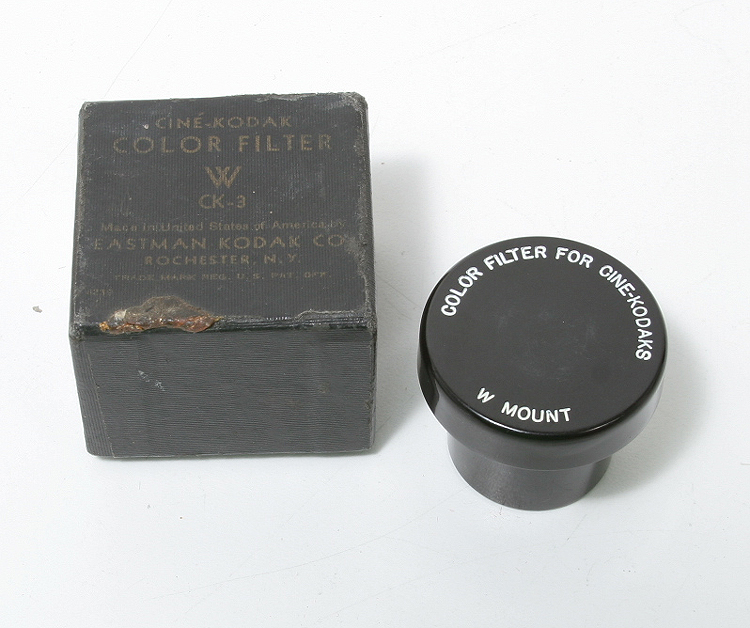 CINÉ-KODAK
COLOR FILTER
W
CK-3
Made in United States of America
EASTMAN KODAK CO.
ROCHESTER, N.Y.
TRADE MARK REG. U.S. PAT. OFF.
COLOR FILTER FOR CINE-KODAKS
W MOUNT